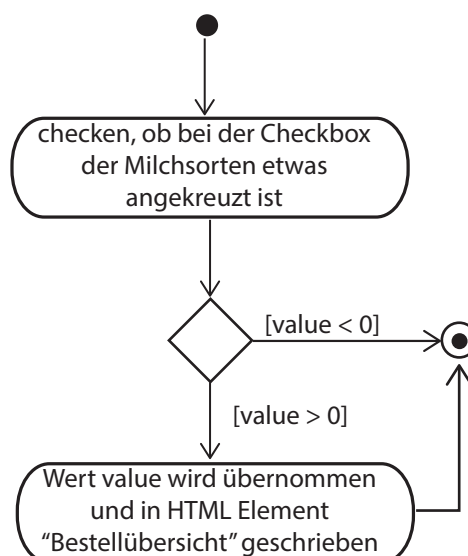 checken, ob bei der Checkbox
der Milchsorten etwas
angekreuzt ist
[value < 0]
[value > 0]
Wert value wird übernommen
und in HTML Element
“Bestellübersicht” geschrieben